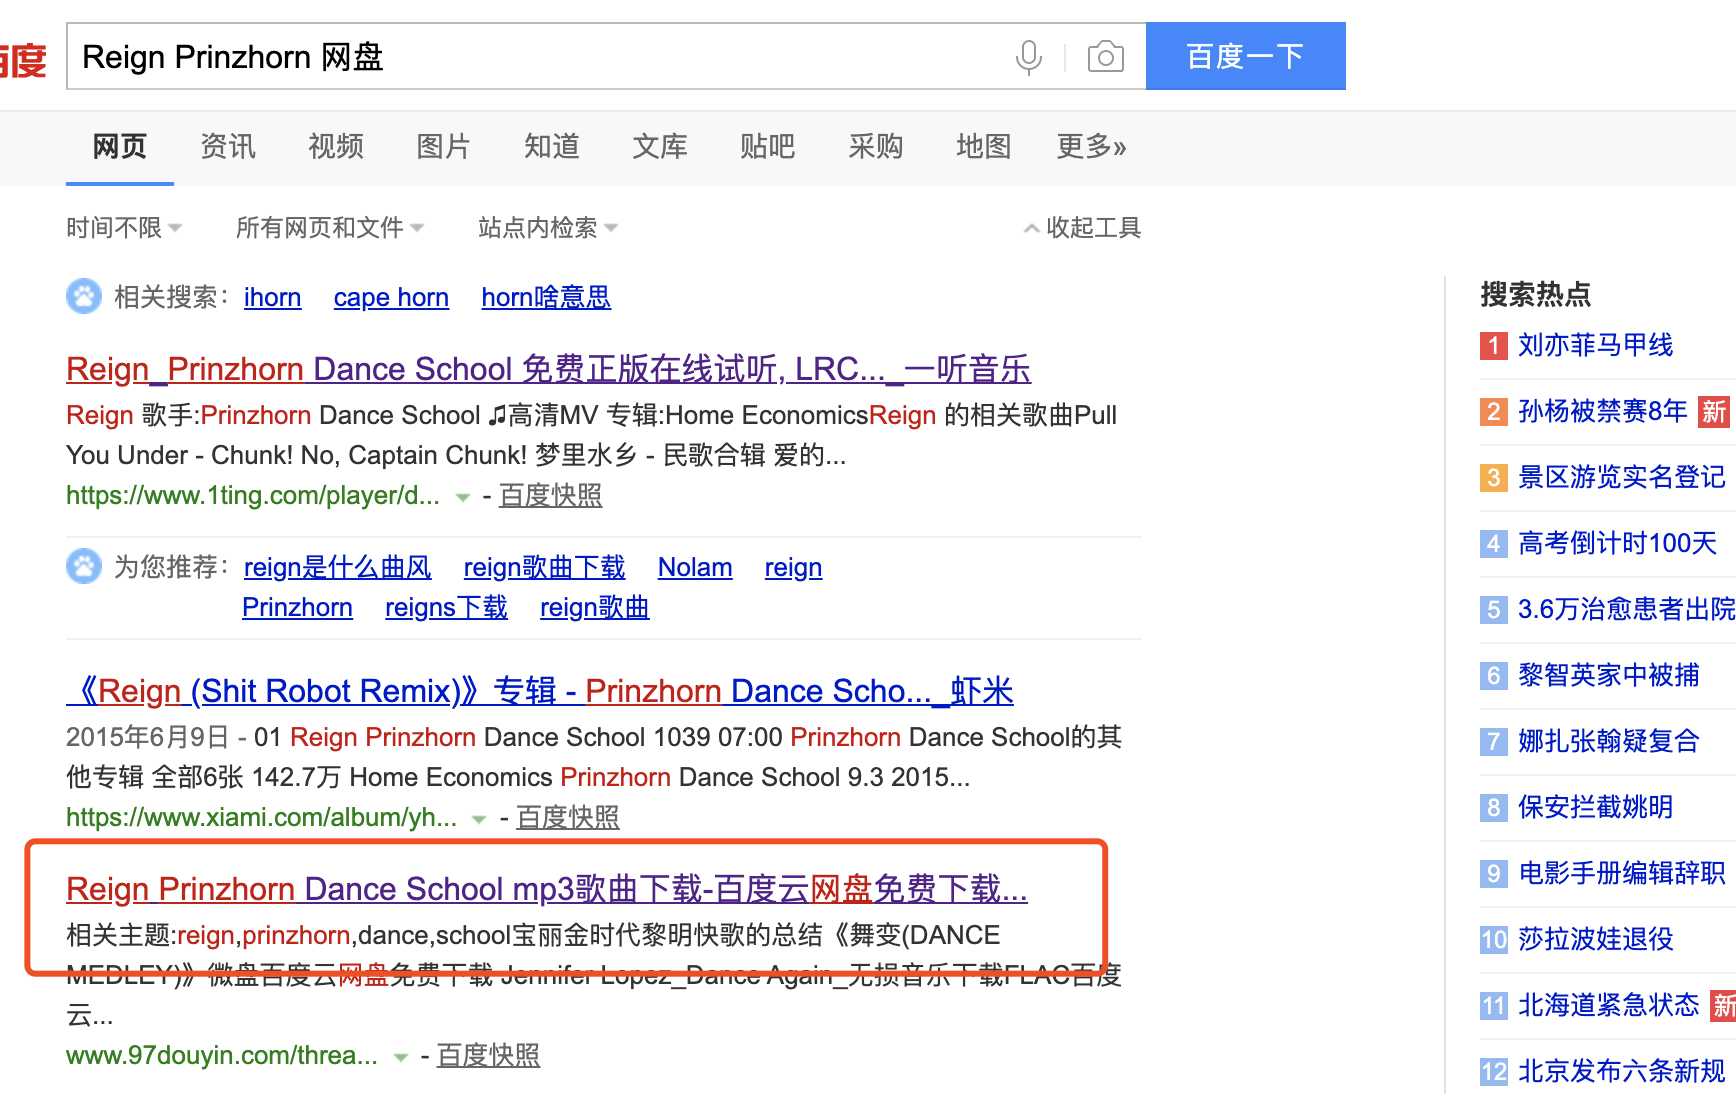 百度
Reign Prinzhorn 网盘
百度一下
网页 资讯 视频 图片 知道 文库 贴吧 采购 地图 更多»
时间不限 所有网页和文件 站点内检索 收起工具
相关搜索: ihorn cape horn horn啥意思
Reign_Prinzhorn Dance School 免费正版在线试听, LRC..._一听音乐
Reign 歌手:Prinzhorn Dance School ♫高清MV 专辑:Home EconomicsReign 的相关歌曲Pull
You Under - Chunk! No, Captain Chunk! 梦里水乡 - 民歌合辑 爱的...
https://www.1ting.com/player/d... - 百度快照
为您推荐: reign是什么曲风 reign歌曲下载 Nolam reign
Prinzhorn reigns下载 reign歌曲
《Reign (Shit Robot Remix)》专辑 - Prinzhorn Dance Scho..._虾米
2015年6月9日 - 01 Reign Prinzhorn Dance School 1039 07:00 Prinzhorn Dance School的其
他专辑 全部6张 142.7万 Home Economics Prinzhorn Dance School 9.3 2015...
https://www.xiami.com/album/yh... - 百度快照
Reign Prinzhorn Dance School mp3歌曲下载-百度云网盘免费下载...
相关主题:reign,prinzhorn,dance,school宝丽金时代黎明快歌的总结《舞变(DANCE
MEDLEY)》微盘百度云网盘免费下载 Jennifer Lopez_Dance Again_无损音乐下载FLAC百度
云...
www.97douyin.com/threa... - 百度快照
搜索热点
1 刘亦菲马甲线
2 孙杨被禁赛8年 新
3 景区游览实名登记
4 高考倒计时100天
5 3.6万治愈患者出院
6 黎智英家中被捕
7 娜扎张翰疑复合
8 保安拦截姚明
9 电影手册编辑辞职
10 莎拉波娃退役
11 北海道紧急状态 新
12 北京发布六条新规